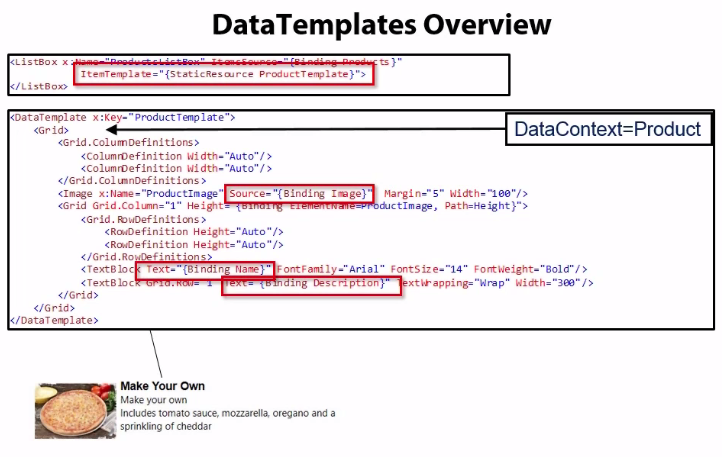 DataTemplates Overview
<ListBox x:Name="ProductsListBox" ItemsSource="{Binding Products}"
ItemTemplate="{StaticResource ProductTemplate}">
</ListBox>
<DataTemplate x:Key="ProductTemplate">
<Grid>
DataContext=Product
<Grid.ColumnDefinitions>
<ColumnDefinition Width="Auto"/>
<ColumnDefinition Width="Auto"/>
</Grid.ColumnDefinitions>
<Image x:Name="ProductImage" Source="{Binding Image}" Margin="5" Width="100"/>
<Grid Grid.Column="1" Height="{Binding ElementName=ProductImage, Path=Height}">
<Grid.RowDefinitions>
<RowDefinition Height="Auto"/>
<RowDefinition Height="Auto"/>
</Grid.RowDefinitions>
<TextBlock Text="{Binding Name}" FontFamily="Arial" FontSize="14" FontWeight="Bold"/>
<TextBlock Grid.Row="1" Text="{Binding Description}" TextWrapping="Wrap" Width="300"/>
</Grid>
</Grid>
</DataTemplate>
Make Your Own
Make your own
Includes tomato sauce, mozzarella, oregano and a
sprinkling of cheddar